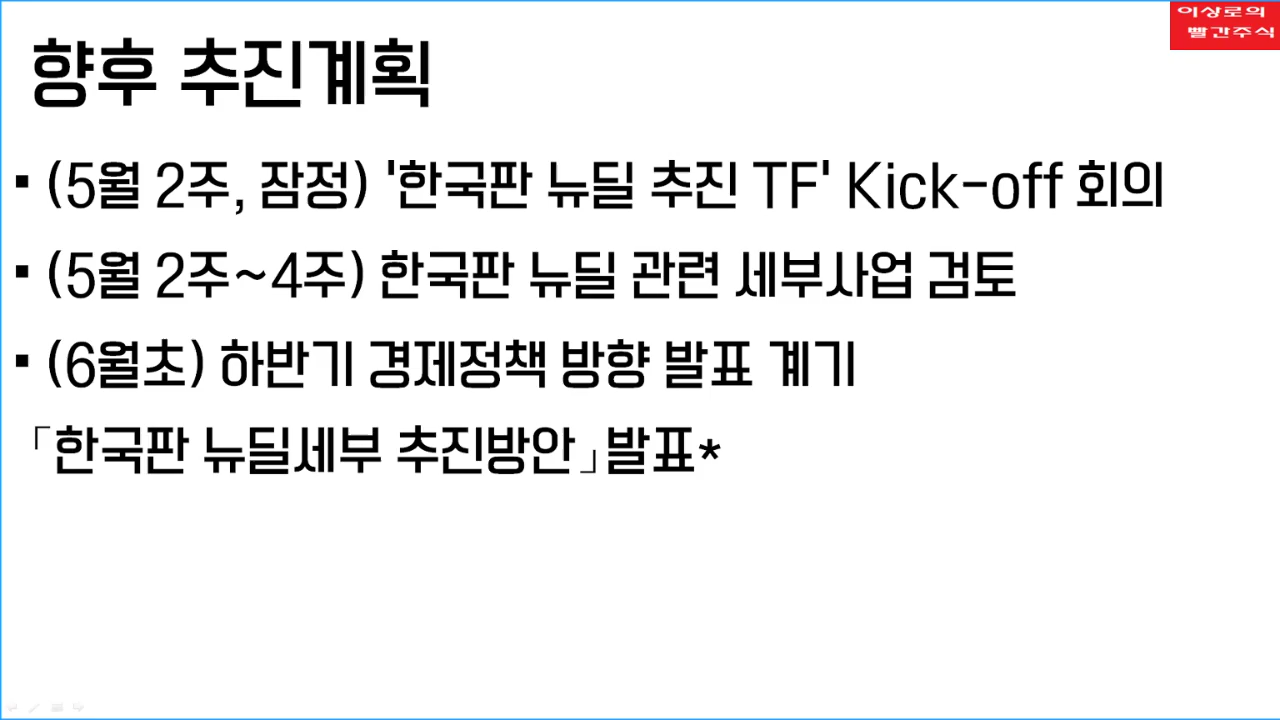 이상로의
빨간주식
향후 추진계획
▪ (5월 2주, 잠정) '한국판 뉴딜 추진 TF' Kick-off 회의
▪ (5월 2주~4주) 한국판 뉴딜 관련 세부사업 검토
▪ (6월초) 하반기 경제정책 방향 발표 계기
「한국판 뉴딜세부 추진방안」발표*